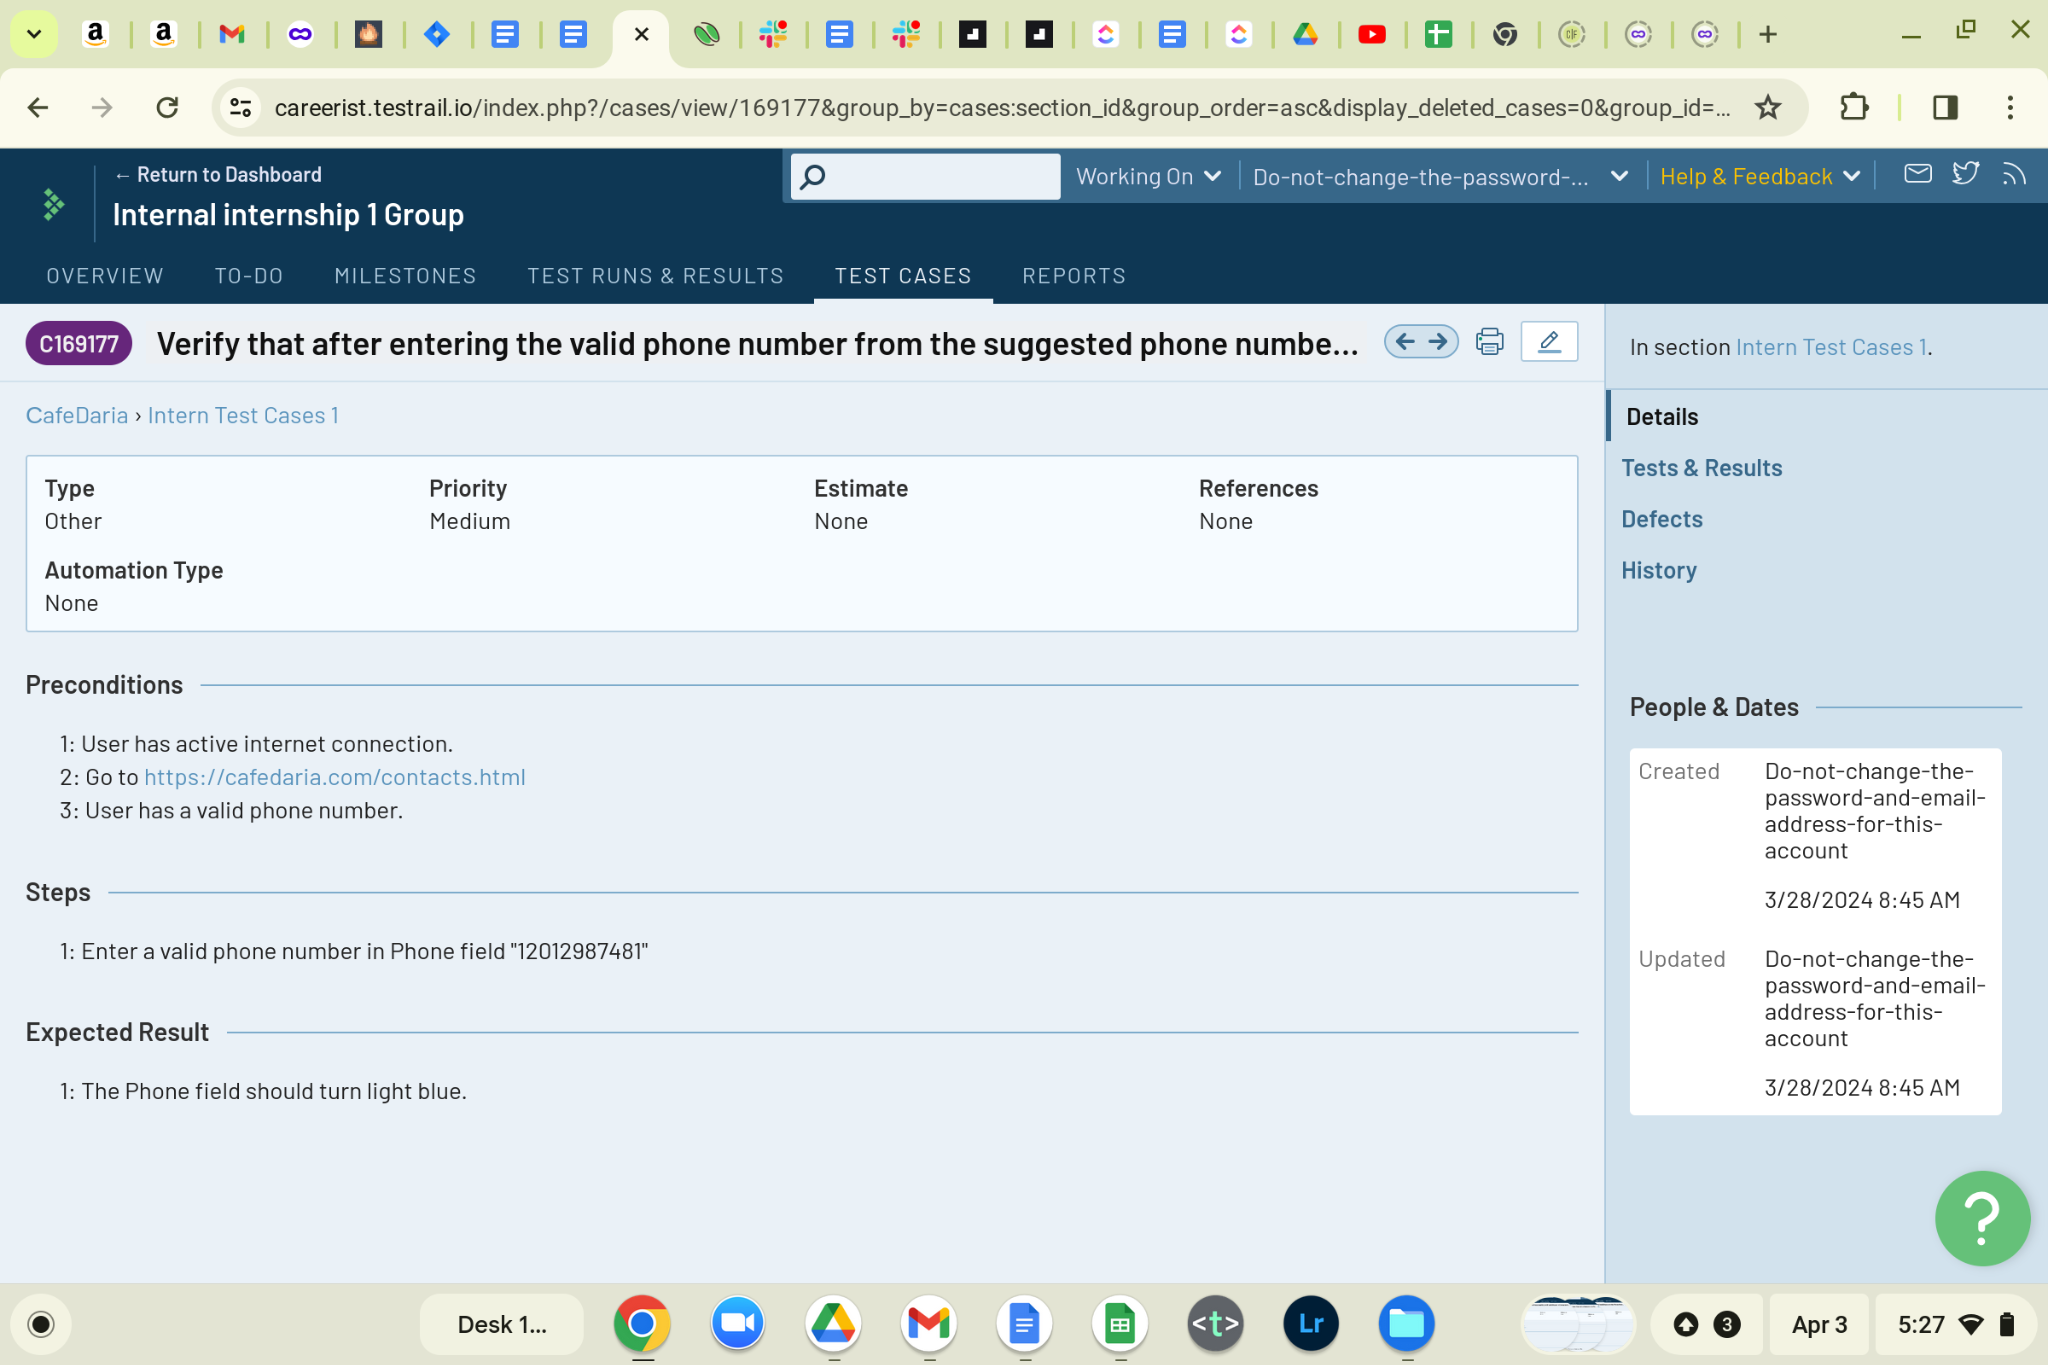 careerist.testrail.io/index.php?/cases/view/169177&group_by=cases:section_id&group_order=asc&display_deleted_cases=0&group_id=...
← Return to Dashboard
Working On
Do-not-change-the-password-...
Help & Feedback
Internal internship 1 Group
OVERVIEW TO-DO MILESTONES TEST RUNS & RESULTS TEST CASES REPORTS
C169177 Verify that after entering the valid phone number from the suggested phone numbe...
In section Intern Test Cases 1.
CafeDaria › Intern Test Cases 1
Type Priority Estimate References
Other Medium None None
Automation Type
None
Preconditions
1: User has active internet connection.
2: Go to https://cafedaria.com/contacts.html
3: User has a valid phone number.
Steps
1: Enter a valid phone number in Phone field "12012987481"
Expected Result
1: The Phone field should turn light blue.
Details
Tests & Results
Defects
History
People & Dates
Created Do-not-change-the-
password-and-email-
address-for-this-
account
3/28/2024 8:45 AM
Updated Do-not-change-the-
password-and-email-
address-for-this-
account
3/28/2024 8:45 AM
?
Desk 1...
<t>
Lr
3
Apr 3
5:27